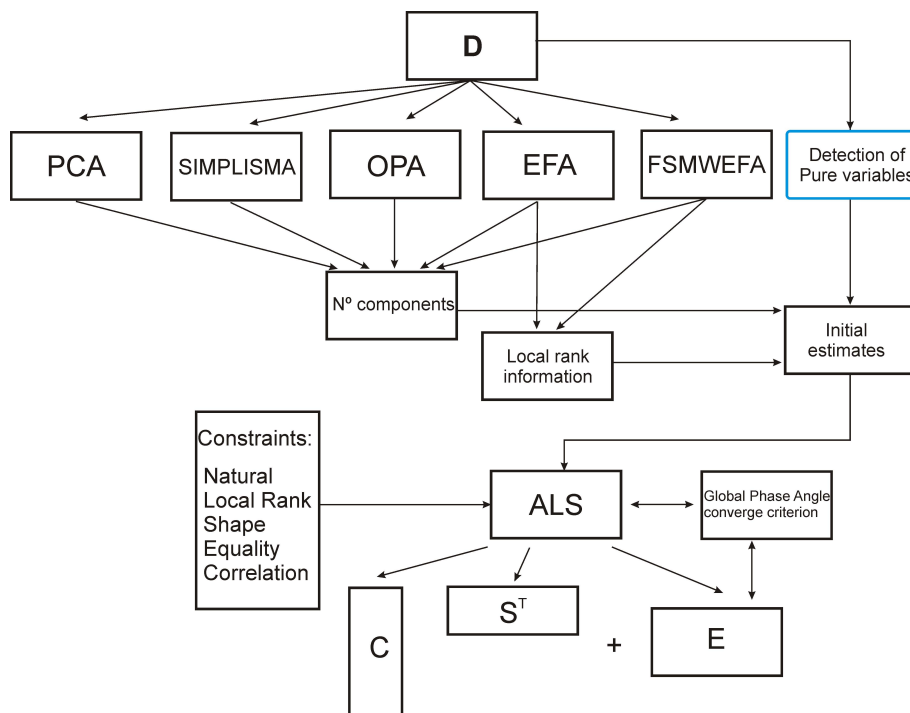 D
PCA
SIMPLISMA
OPA
EFA
FSMWEFA
Detection of
Pure variables
Nº components
Local rank
information
Initial
estimates
Constraints:
Natural
Local Rank
Shape
Equality
Correlation
ALS
Global Phase Angle
converge criterion
C
Sᵀ
+
E